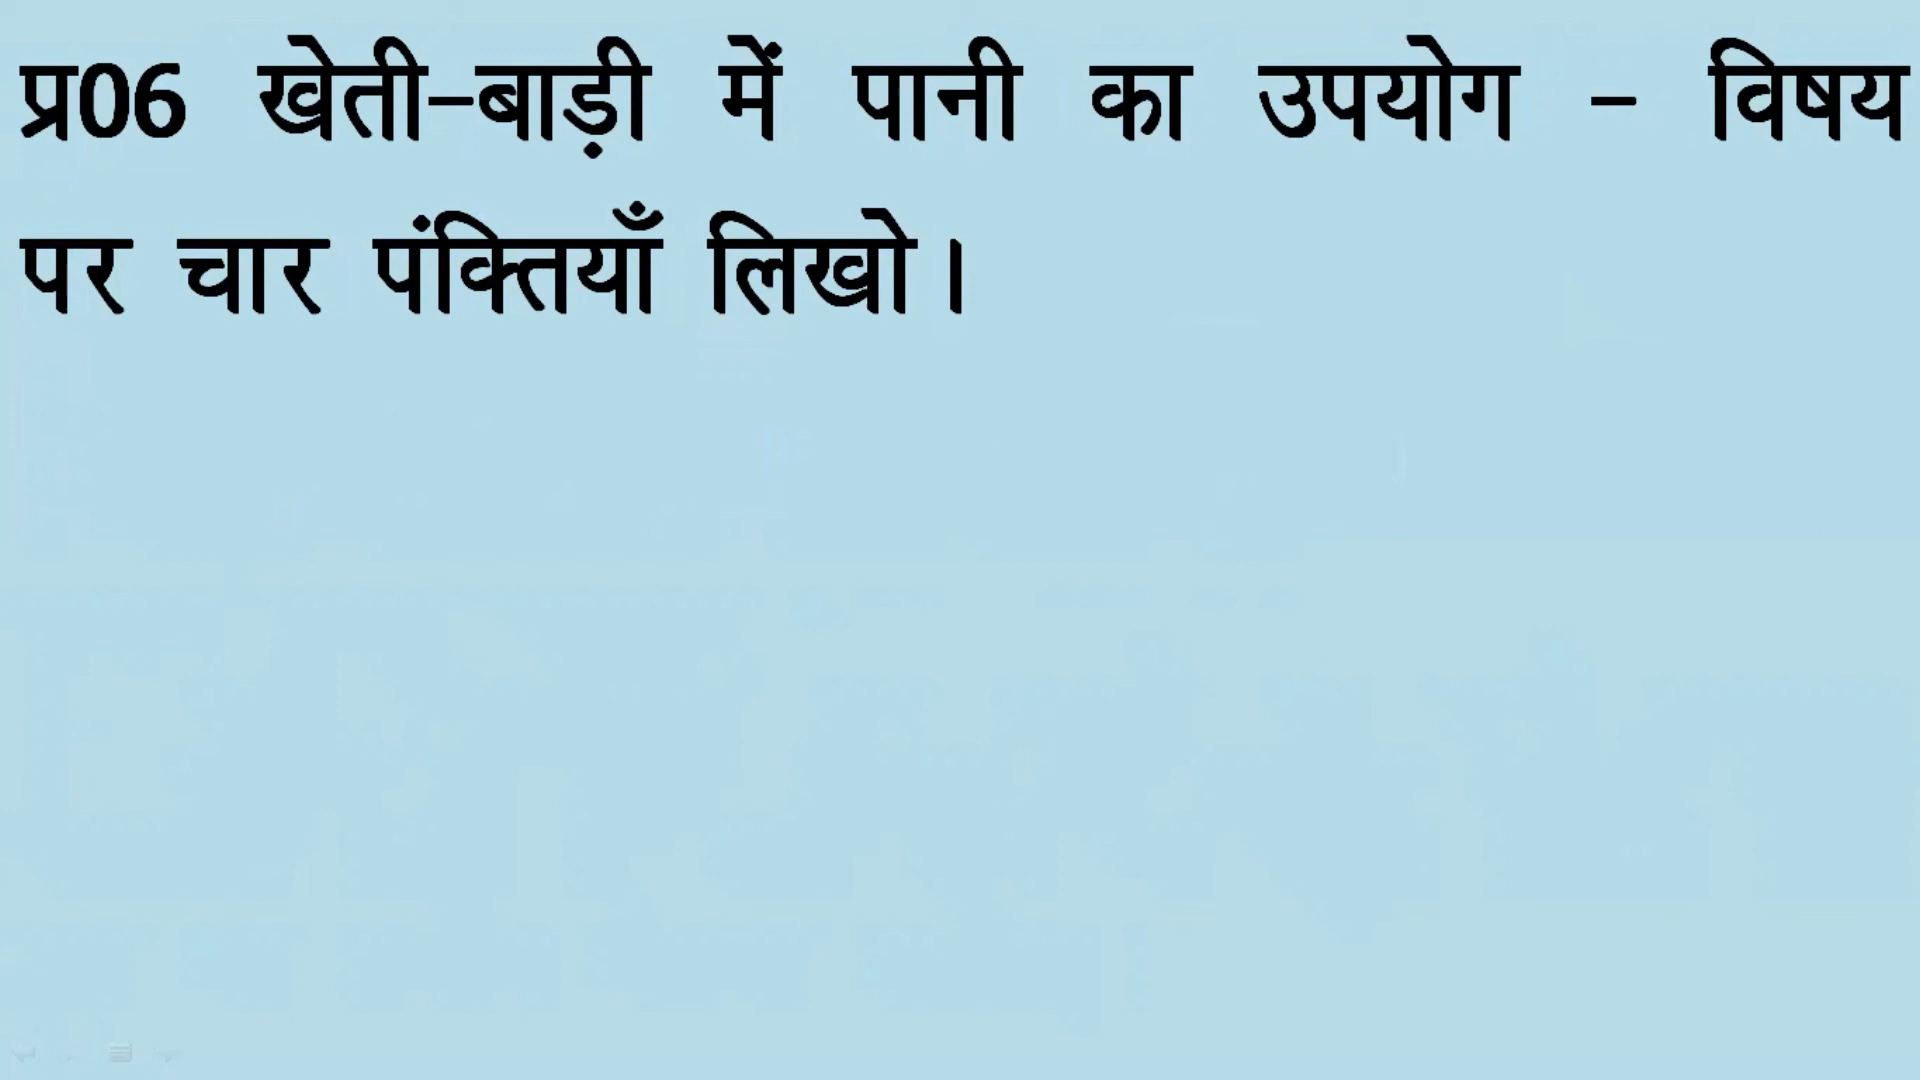 प्र06 खेती-बाड़ी में पानी का उपयोग - विषय
पर चार पंक्तियाँ लिखो।